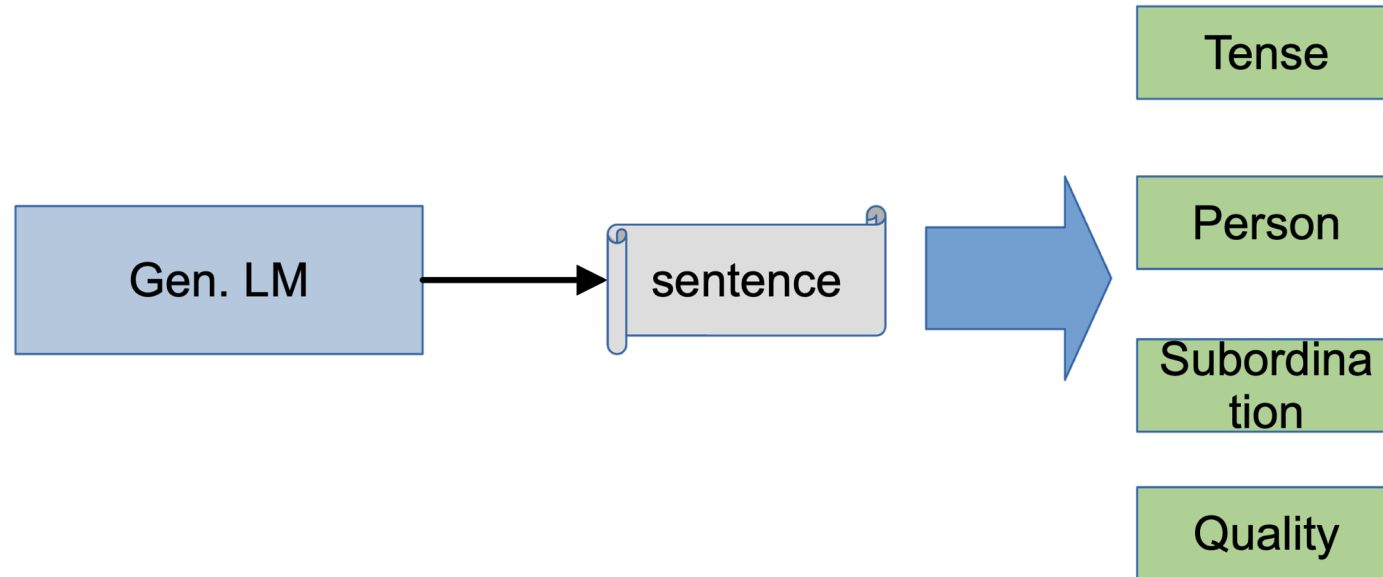 Tense
Person
Gen. LM
sentence
Subordina
tion
Quality